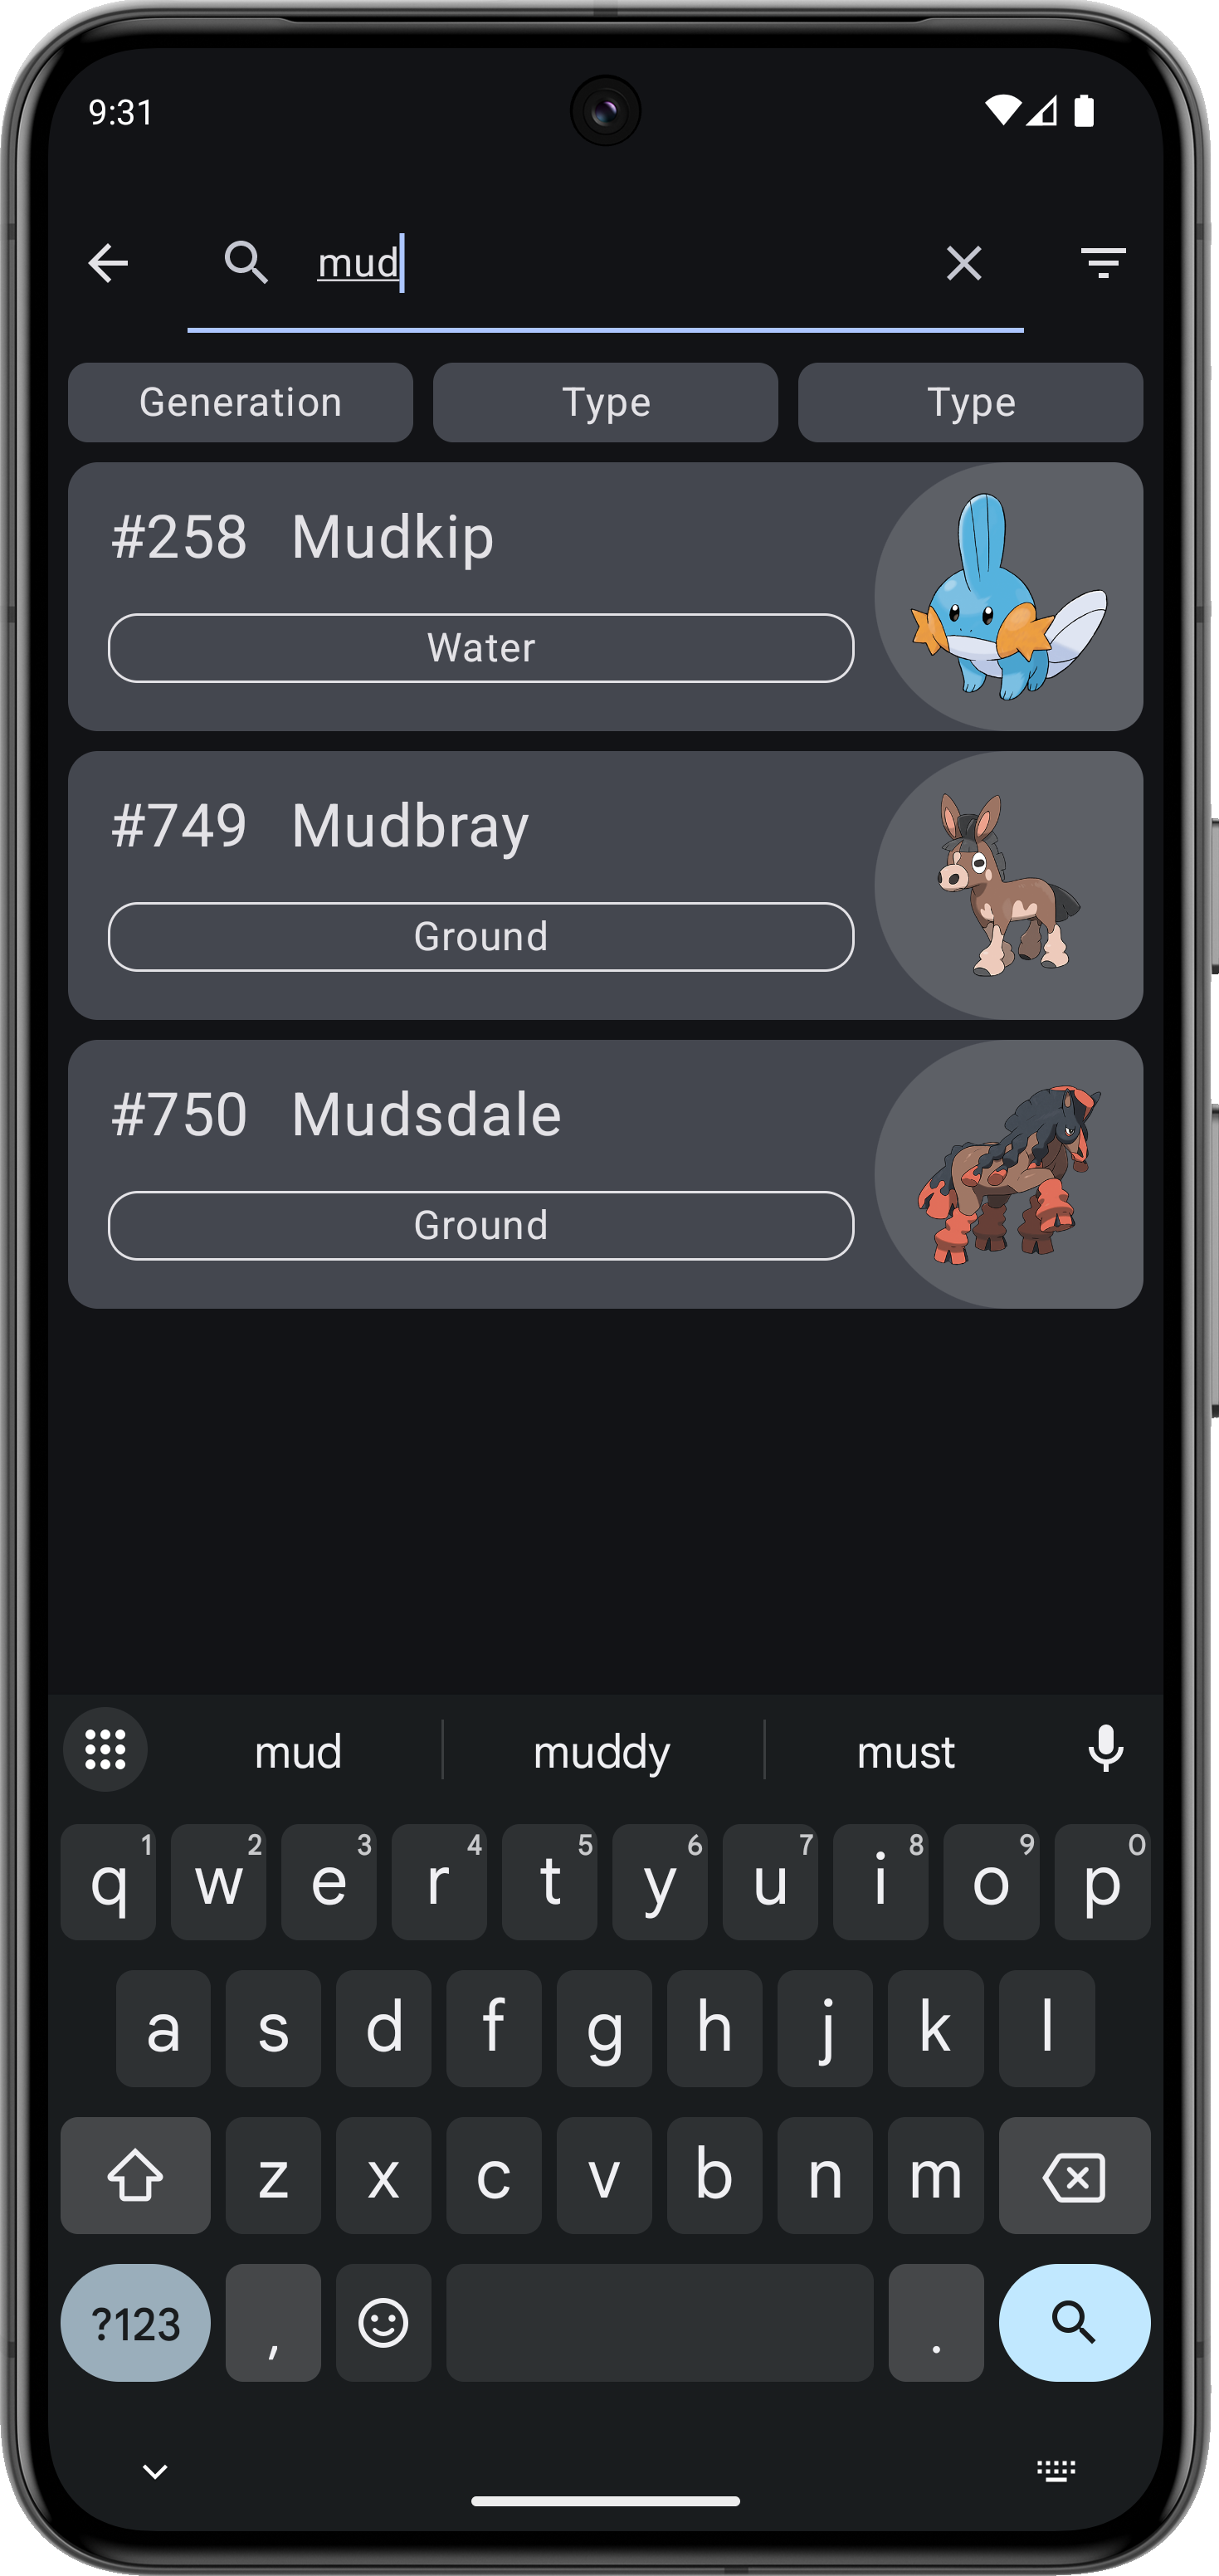 9:31
mud
Generation Type Type
#258 Mudkip
Water
#749 Mudbray
Ground
#750 Mudsdale
Ground
mud muddy must
q 1 w 2 e 3 r 4 t 5 y 6 u 7 i 8 o 9 p 0
a s d f g h j k l
z x c v b n m
?123 , .